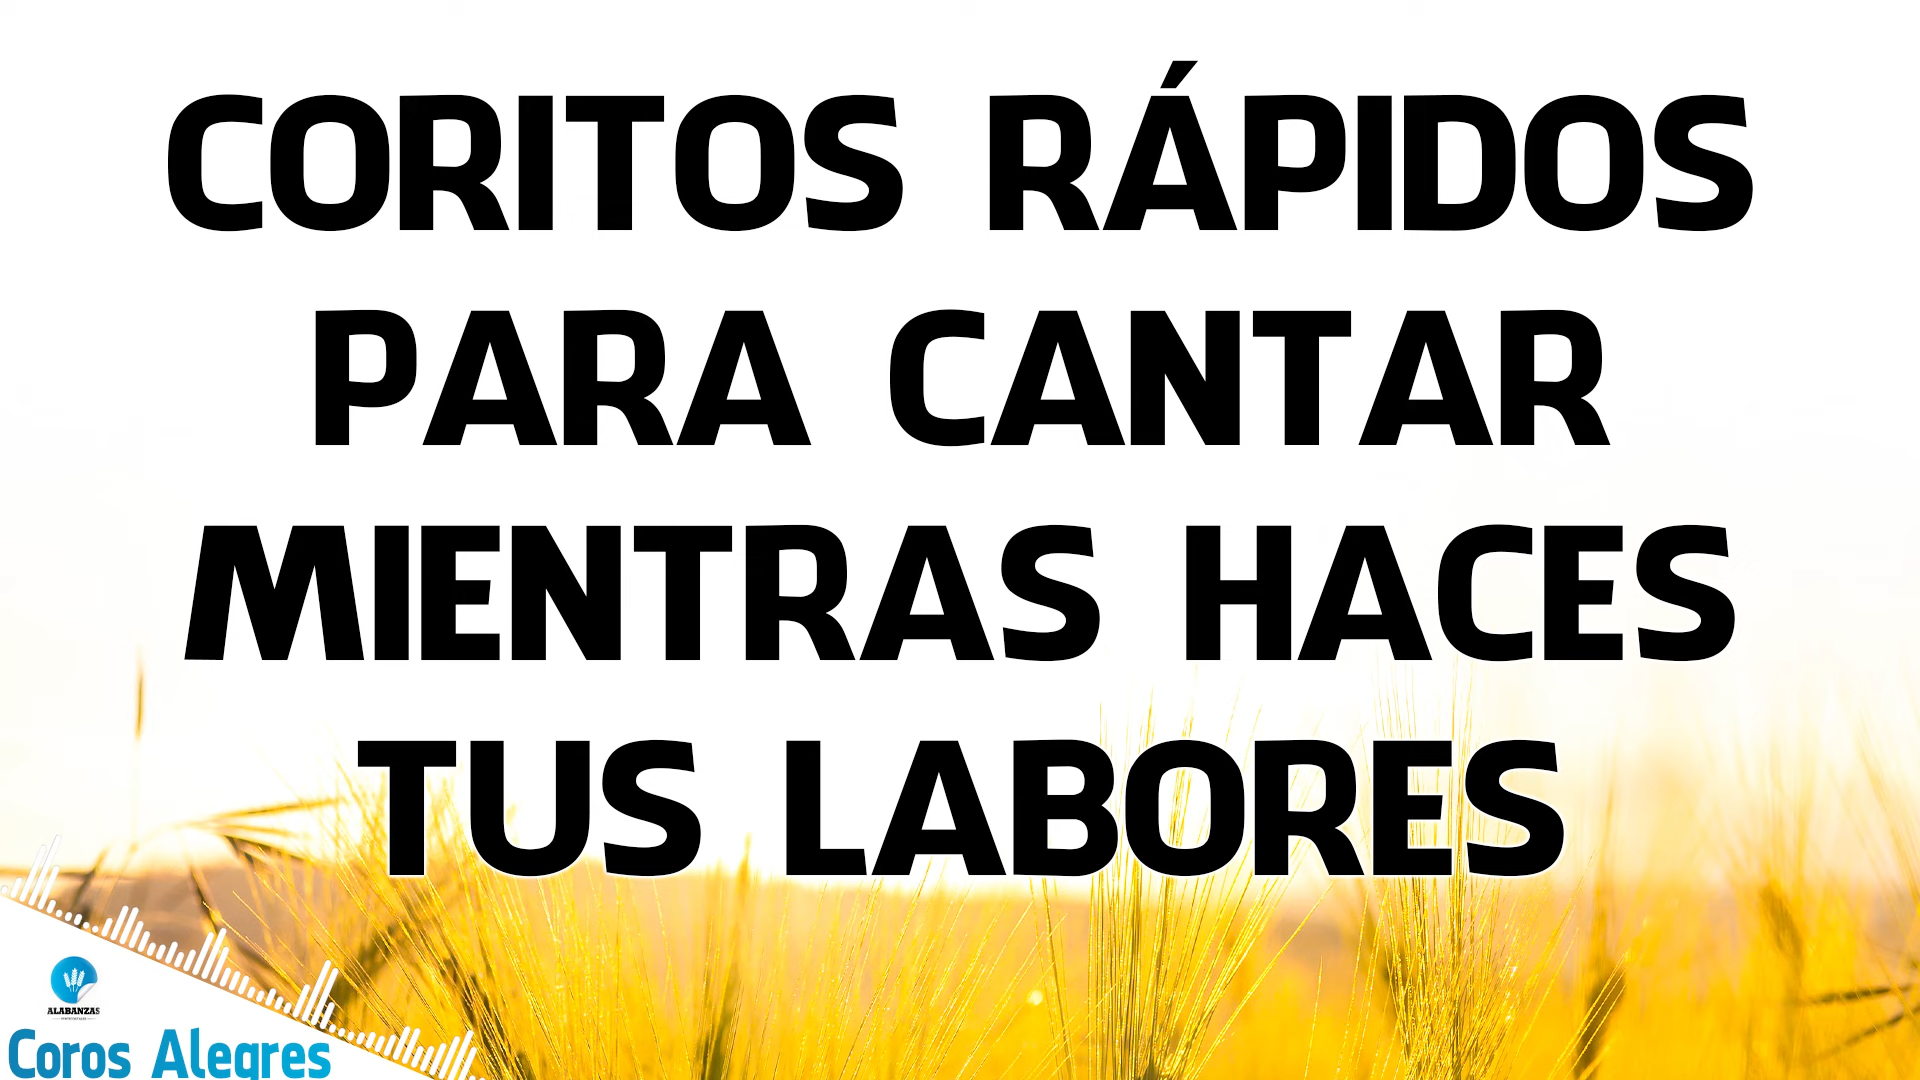 CORITOS RÁPIDOS
PARA CANTAR
MIENTRAS HACES
TUS LABORES
ALABANZAS
Coros Alegres